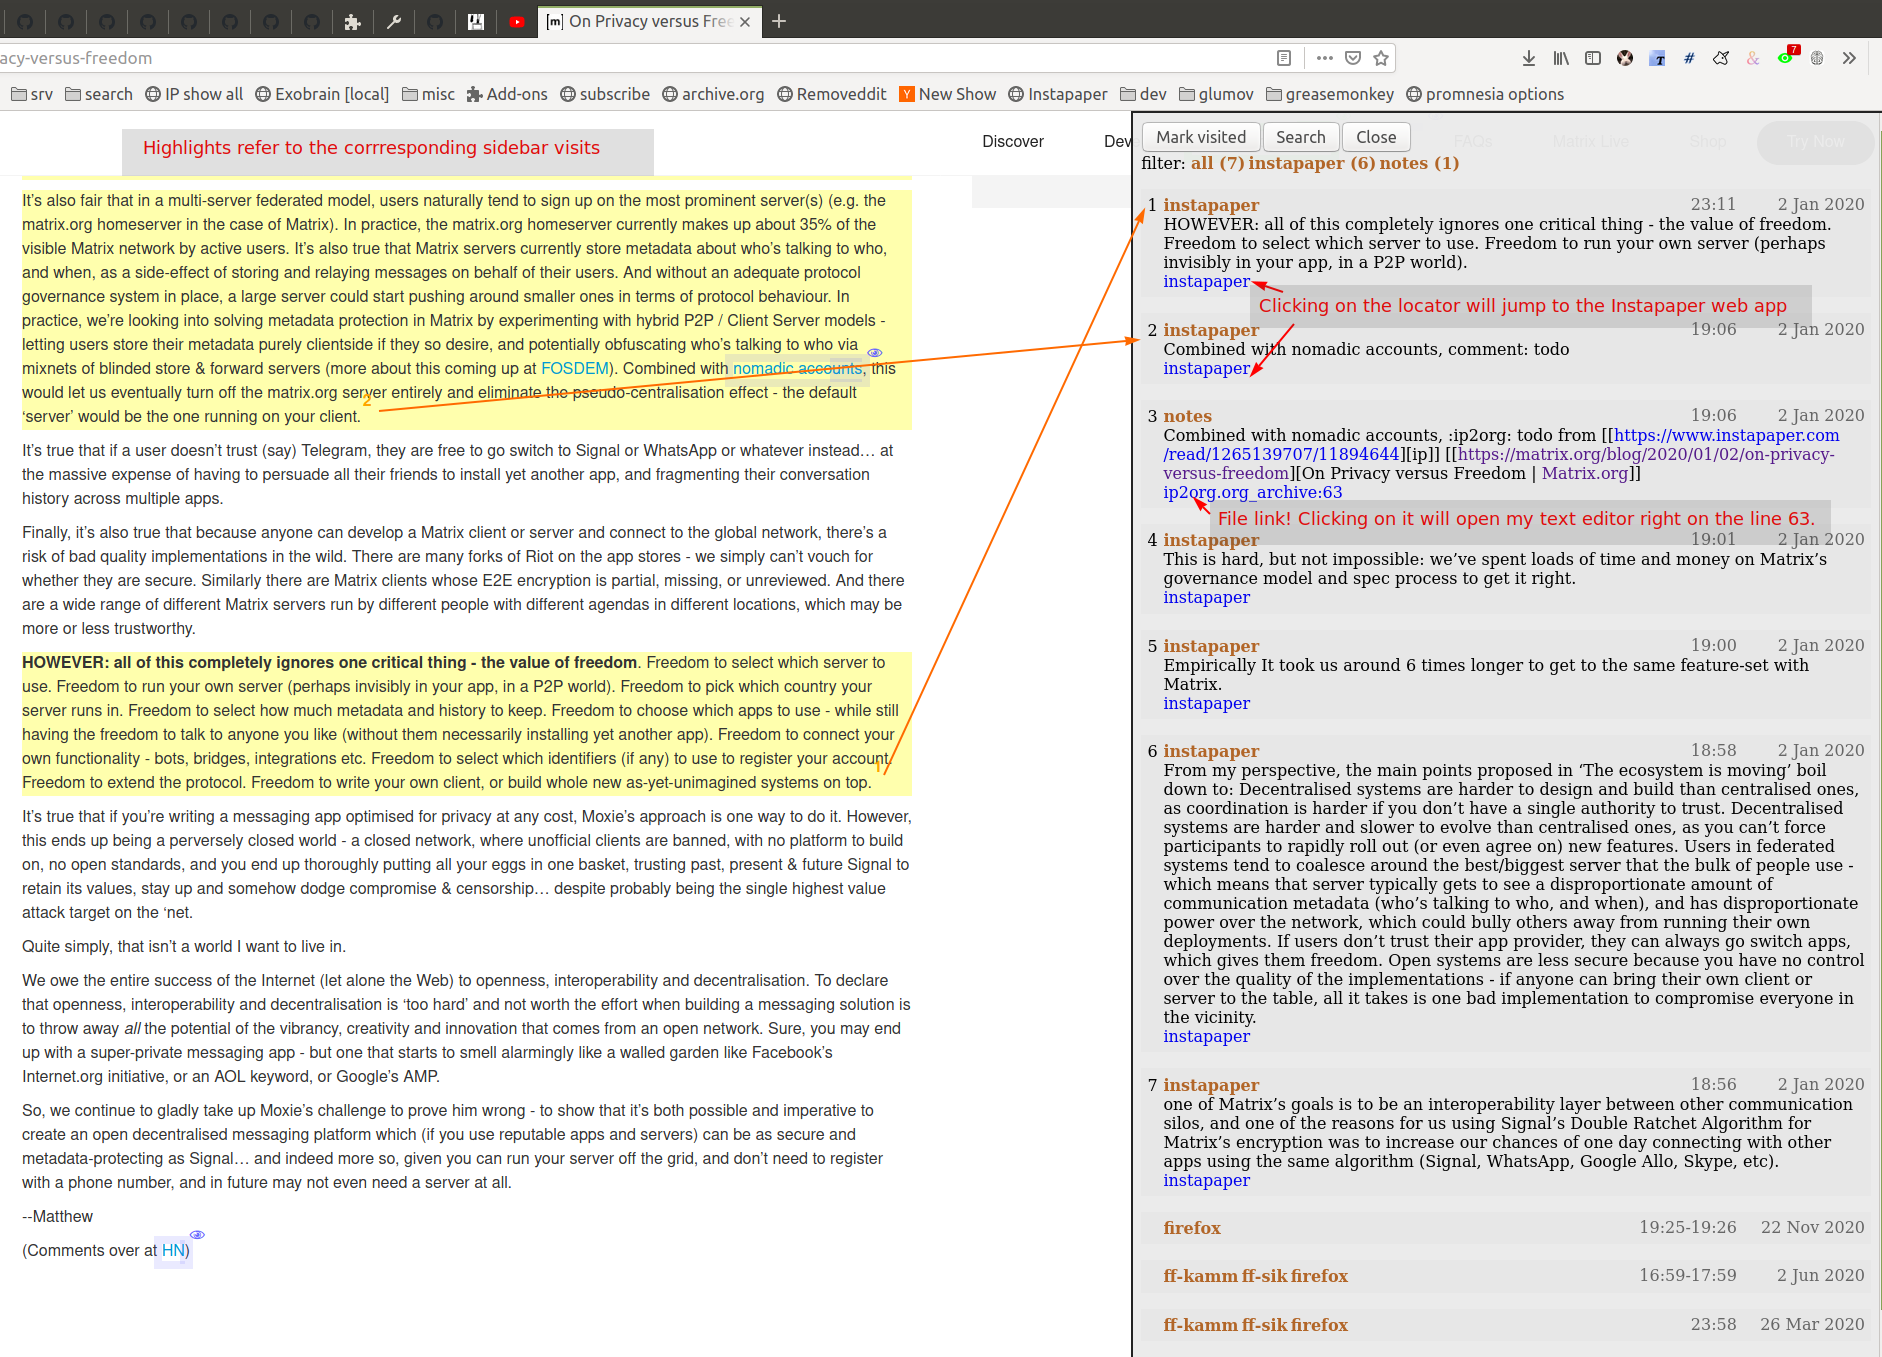 [m] On Privacy versus Free
acy-versus-freedom
7
srv search IP show all Exobrain [local] misc Add-ons subscribe archive.org Removeddit New Show Instapaper dev glumov greasemonkey promnesia options
Highlights refer to the corrresponding sidebar visits
Discover Dev
FAQs Matrix Live Shop Try Now
It’s also fair that in a multi-server federated model, users naturally tend to sign up on the most prominent server(s) (e.g. the
matrix.org homeserver in the case of Matrix). In practice, the matrix.org homeserver currently makes up about 35% of the
visible Matrix network by active users. It’s also true that Matrix servers currently store metadata about who’s talking to who,
and when, as a side-effect of storing and relaying messages on behalf of their users. And without an adequate protocol
governance system in place, a large server could start pushing around smaller ones in terms of protocol behaviour. In
practice, we’re looking into solving metadata protection in Matrix by experimenting with hybrid P2P / Client Server models -
letting users store their metadata purely clientside if they so desire, and potentially obfuscating who’s talking to who via
mixnets of blinded store & forward servers (more about this coming up at FOSDEM). Combined with nomadic accounts, this
would let us eventually turn off the matrix.org server entirely and eliminate the pseudo-centralisation effect - the default
‘server’ would be the one running on your client.
2
It’s true that if a user doesn’t trust (say) Telegram, they are free to go switch to Signal or WhatsApp or whatever instead… at
the massive expense of having to persuade all their friends to install yet another app, and fragmenting their conversation
history across multiple apps.
Finally, it’s also true that because anyone can develop a Matrix client or server and connect to the global network, there’s a
risk of bad quality implementations in the wild. There are many forks of Riot on the app stores - we simply can’t vouch for
whether they are secure. Similarly there are Matrix clients whose E2E encryption is partial, missing, or unreviewed. And there
are a wide range of different Matrix servers run by different people with different agendas in different locations, which may be
more or less trustworthy.
HOWEVER: all of this completely ignores one critical thing - the value of freedom. Freedom to select which server to
use. Freedom to run your own server (perhaps invisibly in your app, in a P2P world). Freedom to pick which country your
server runs in. Freedom to select how much metadata and history to keep. Freedom to choose which apps to use - while still
having the freedom to talk to anyone you like (without them necessarily installing yet another app). Freedom to connect your
own functionality - bots, bridges, integrations etc. Freedom to select which identifiers (if any) to use to register your account.
Freedom to extend the protocol. Freedom to write your own client, or build whole new as-yet-unimagined systems on top.
1
It’s true that if you’re writing a messaging app optimised for privacy at any cost, Moxie’s approach is one way to do it. However,
this ends up being a perversely closed world - a closed network, where unofficial clients are banned, with no platform to build
on, no open standards, and you end up thoroughly putting all your eggs in one basket, trusting past, present & future Signal to
retain its values, stay up and somehow dodge compromise & censorship… despite probably being the single highest value
attack target on the ‘net.
Quite simply, that isn’t a world I want to live in.
We owe the entire success of the Internet (let alone the Web) to openness, interoperability and decentralisation. To declare
that openness, interoperability and decentralisation is ‘too hard’ and not worth the effort when building a messaging solution is
to throw away all the potential of the vibrancy, creativity and innovation that comes from an open network. Sure, you may end
up with a super-private messaging app - but one that starts to smell alarmingly like a walled garden like Facebook’s
Internet.org initiative, or an AOL keyword, or Google’s AMP.
So, we continue to gladly take up Moxie’s challenge to prove him wrong - to show that it’s both possible and imperative to
create an open decentralised messaging platform which (if you use reputable apps and servers) can be as secure and
metadata-protecting as Signal… and indeed more so, given you can run your server off the grid, and don’t need to register
with a phone number, and in future may not even need a server at all.
--Matthew
(Comments over at HN)
Mark visited Search Close
filter: all (7) instapaper (6) notes (1)
1 instapaper 23:11 2 Jan 2020
HOWEVER: all of this completely ignores one critical thing - the value of freedom.
Freedom to select which server to use. Freedom to run your own server (perhaps
invisibly in your app, in a P2P world).
instapaper
Clicking on the locator will jump to the Instapaper web app
2 instapaper 19:06 2 Jan 2020
Combined with nomadic accounts, comment: todo
instapaper
3 notes 19:06 2 Jan 2020
Combined with nomadic accounts, :ip2org: todo from [[https://www.instapaper.com
/read/1265139707/11894644][ip]] [[https://matrix.org/blog/2020/01/02/on-privacy-
versus-freedom][On Privacy versus Freedom | Matrix.org]]
ip2org.org_archive:63
File link! Clicking on it will open my text editor right on the line 63.
4 instapaper 19:01 2 Jan 2020
This is hard, but not impossible: we’ve spent loads of time and money on Matrix’s
governance model and spec process to get it right.
instapaper
5 instapaper 19:00 2 Jan 2020
Empirically It took us around 6 times longer to get to the same feature-set with
Matrix.
instapaper
6 instapaper 18:58 2 Jan 2020
From my perspective, the main points proposed in ‘The ecosystem is moving’ boil
down to: Decentralised systems are harder to design and build than centralised ones,
as coordination is harder if you don’t have a single authority to trust. Decentralised
systems are harder and slower to evolve than centralised ones, as you can’t force
participants to rapidly roll out (or even agree on) new features. Users in federated
systems tend to coalesce around the best/biggest server that the bulk of people use -
which means that server typically gets to see a disproportionate amount of
communication metadata (who’s talking to who, and when), and has disproportionate
power over the network, which could bully others away from running their own
deployments. If users don’t trust their app provider, they can always go switch apps,
which gives them freedom. Open systems are less secure because you have no control
over the quality of the implementations - if anyone can bring their own client or
server to the table, all it takes is one bad implementation to compromise everyone in
the vicinity.
instapaper
7 instapaper 18:56 2 Jan 2020
one of Matrix’s goals is to be an interoperability layer between other communication
silos, and one of the reasons for us using Signal’s Double Ratchet Algorithm for
Matrix’s encryption was to increase our chances of one day connecting with other
apps using the same algorithm (Signal, WhatsApp, Google Allo, Skype, etc).
instapaper
firefox 19:25-19:26 22 Nov 2020
ff-kamm ff-sik firefox 16:59-17:59 2 Jun 2020
ff-kamm ff-sik firefox 23:58 26 Mar 2020